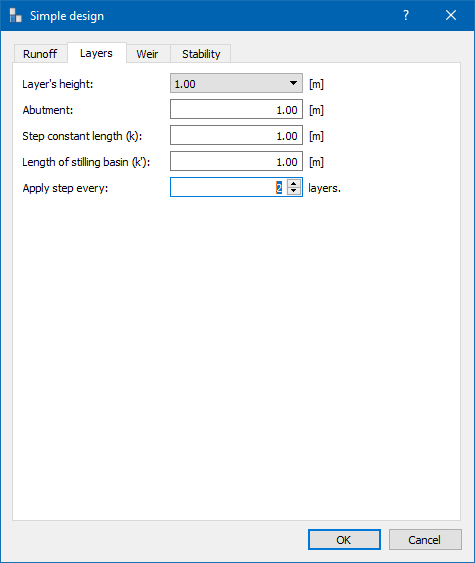 Simple design
Runoff Layers Weir Stability
Layer's height: 1.00 [m]
Abutment: 1.00 [m]
Step constant length (k): 1.00 [m]
Length of stilling basin (k'): 1.00 [m]
Apply step every: 2 layers.
OK Cancel